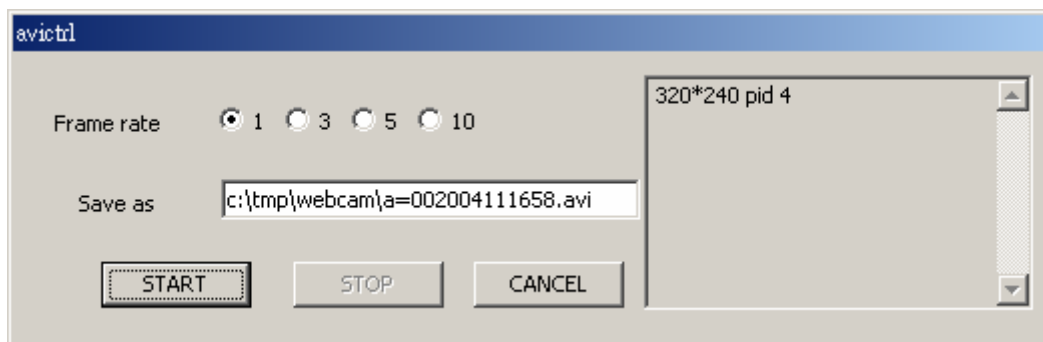 avictrl
320*240 pid 4
Frame rate 1 3 5 10
Save as c:\tmp\webcam\a=002004111658.avi
START STOP CANCEL